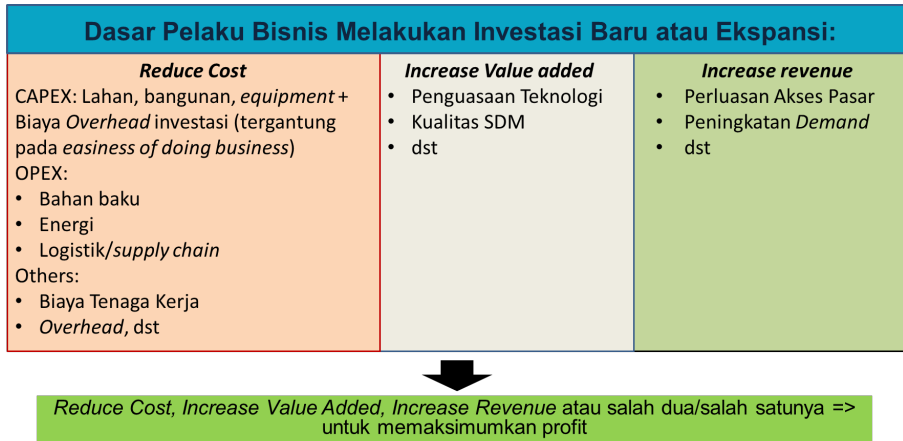 Dasar Pelaku Bisnis Melakukan Investasi Baru atau Ekspansi:
Reduce Cost
CAPEX: Lahan, bangunan, equipment +
Biaya Overhead investasi (tergantung
pada easiness of doing business)
OPEX:
• Bahan baku
• Energi
• Logistik/supply chain
Others:
• Biaya Tenaga Kerja
• Overhead, dst
Increase Value added
• Penguasaan Teknologi
• Kualitas SDM
• dst
Increase revenue
• Perluasan Akses Pasar
• Peningkatan Demand
• dst
Reduce Cost, Increase Value Added, Increase Revenue atau salah dua/salah satunya =>
untuk memaksimumkan profit